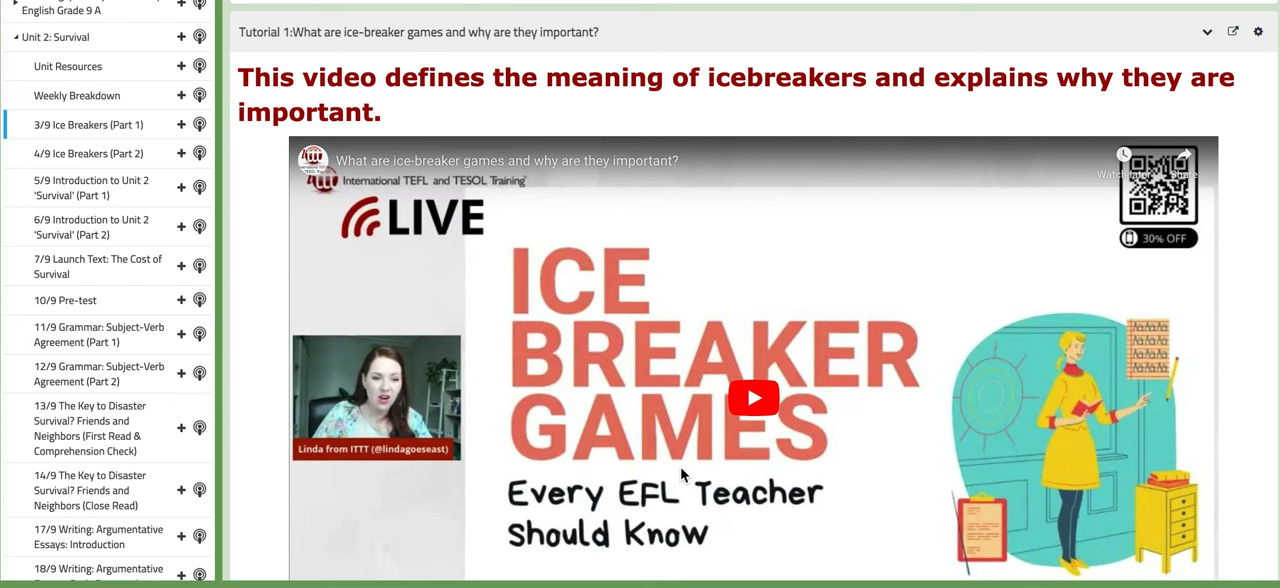 English Grade 9 A
Unit 2: Survival
Unit Resources
Weekly Breakdown
3/9 Ice Breakers (Part 1)
4/9 Ice Breakers (Part 2)
5/9 Introduction to Unit 2
'Survival' (Part 1)
6/9 Introduction to Unit 2
'Survival' (Part 2)
7/9 Launch Text: The Cost of
Survival
10/9 Pre-test
11/9 Grammar: Subject-Verb
Agreement (Part 1)
12/9 Grammar: Subject-Verb
Agreement (Part 2)
13/9 The Key to Disaster
Survival? Friends and
Neighbors (First Read &
Comprehension Check)
14/9 The Key to Disaster
Survival? Friends and
Neighbors (Close Read)
17/9 Writing: Argumentative
Essays: Introduction
18/9 Writing: Argumentative
Tutorial 1:What are ice-breaker games and why are they important?
This video defines the meaning of icebreakers and explains why they are
important.
What are ice-breaker games and why are they important?
Watch later
Share
ittt
International TEFL and TESOL Training
LIVE
30% OFF
ICE
BREAKER
GAMES
Every EFL Teacher
Should Know
Linda from ITTT (@lindagoeseast)